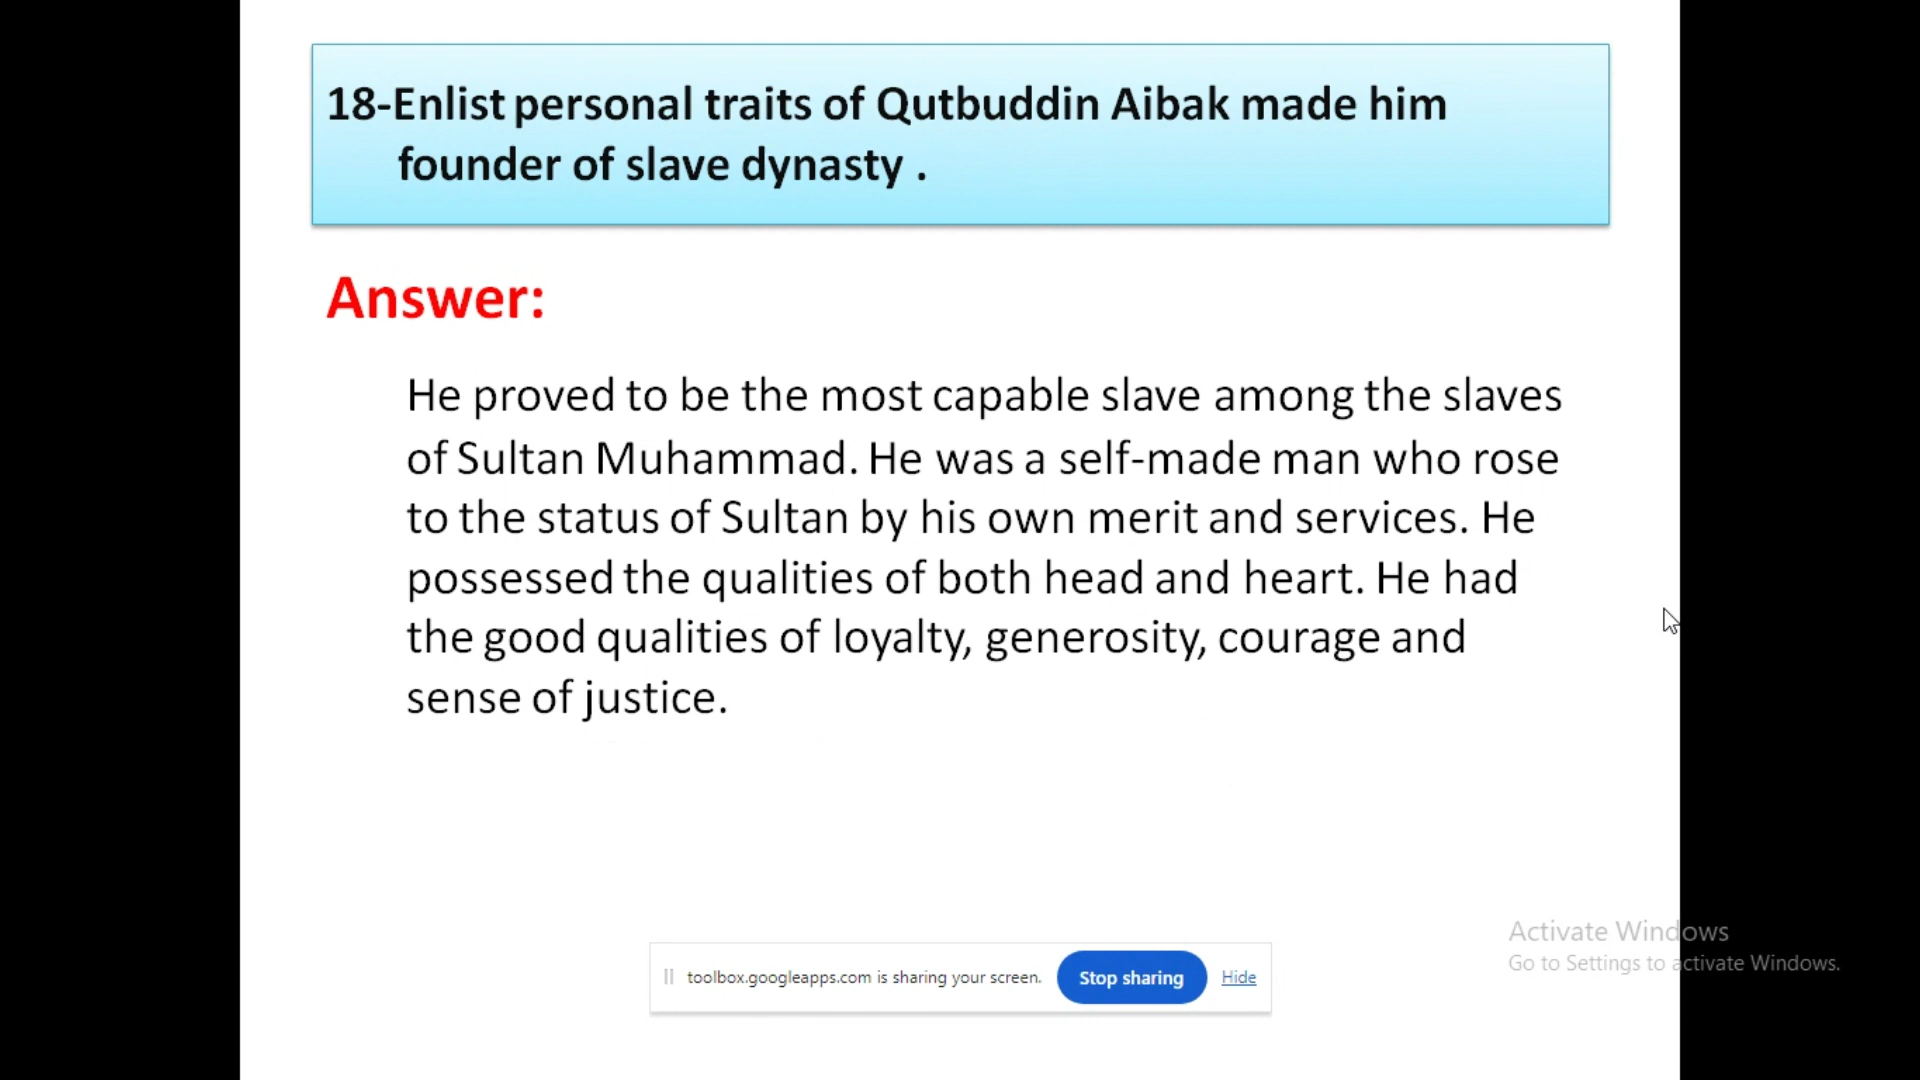 18-Enlist personal traits of Qutbuddin Aibak made him
founder of slave dynasty .
Answer:
He proved to be the most capable slave among the slaves
of Sultan Muhammad. He was a self-made man who rose
to the status of Sultan by his own merit and services. He
possessed the qualities of both head and heart. He had
the good qualities of loyalty, generosity, courage and
sense of justice.
Activate Windows
Go to Settings to activate Windows.
toolbox.googleapps.com is sharing your screen. Stop sharing Hide